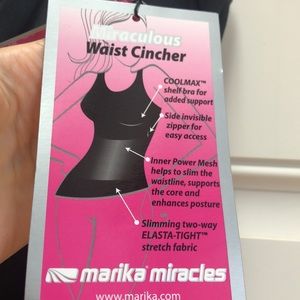 Miraculous
Waist Cincher
COOLMAX™
shelf bra for
added support
Side invisible
zipper for
easy access
Inner Power Mesh
helps to slim the
waistline, supports
the core and
enhances posture
Slimming two-way
ELASTA-TIGHT™
stretch fabric
marika miracles
www.marika.com